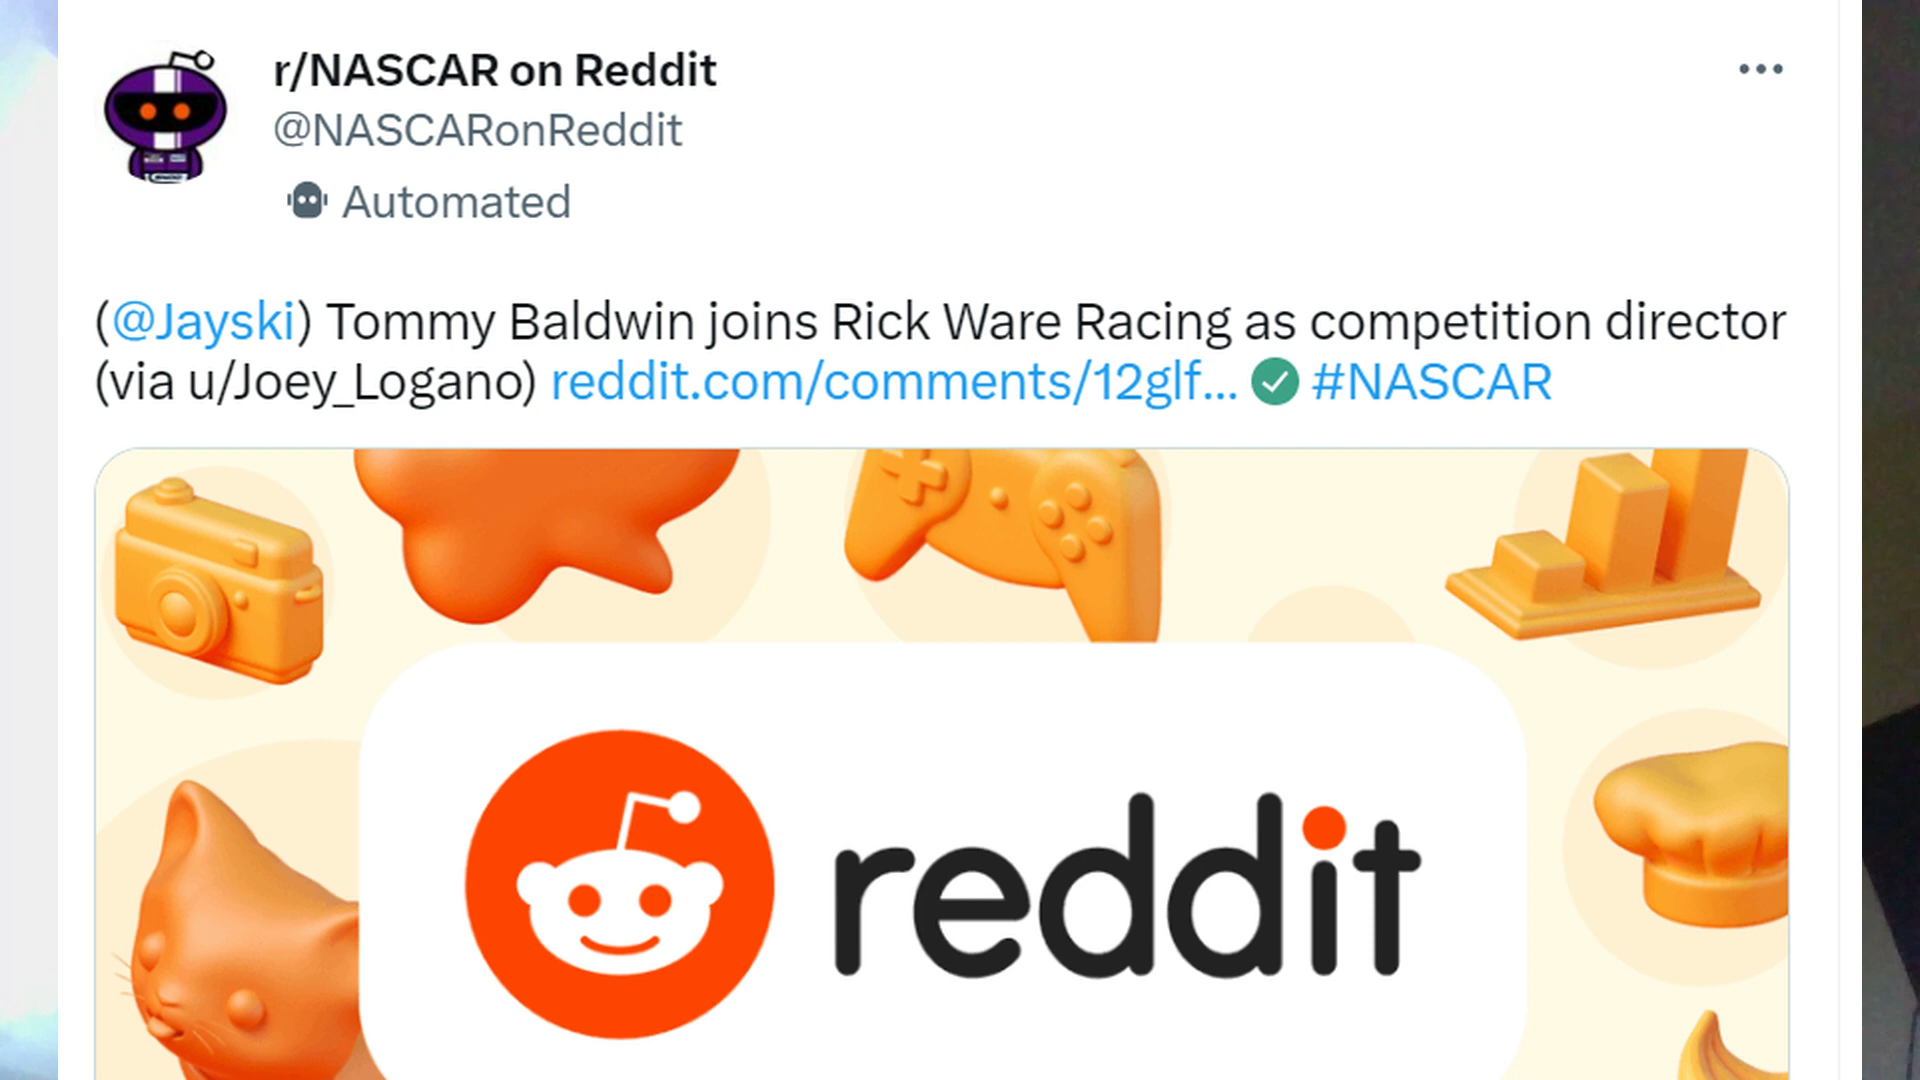 r/NASCAR on Reddit
@NASCARonReddit
Automated
(@Jayski) Tommy Baldwin joins Rick Ware Racing as competition director
(via u/Joey_Logano) reddit.com/comments/12glf... #NASCAR
reddit